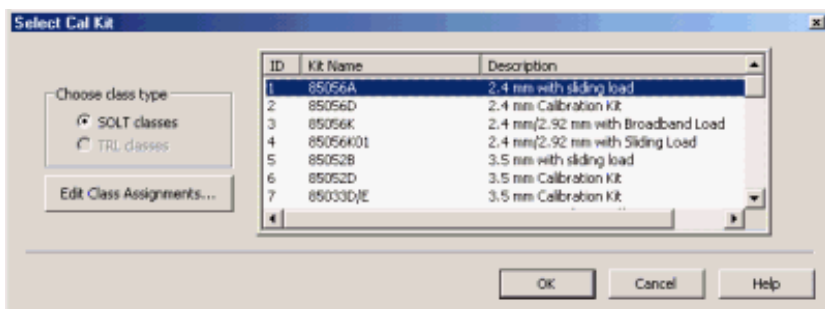 Select Cal Kit
Choose class type
SOLT classes
TRL classes
Edit Class Assignments...
ID Kit Name Description
1 85056A 2.4 mm with sliding load
2 85056D 2.4 mm Calibration Kit
3 85056K 2.4 mm/2.92 mm with Broadband Load
4 85056K01 2.4 mm/2.92 mm with Sliding Load
5 85052B 3.5 mm with sliding load
6 85052D 3.5 mm Calibration Kit
7 85033D/E 3.5 mm Calibration Kit
OK Cancel Help